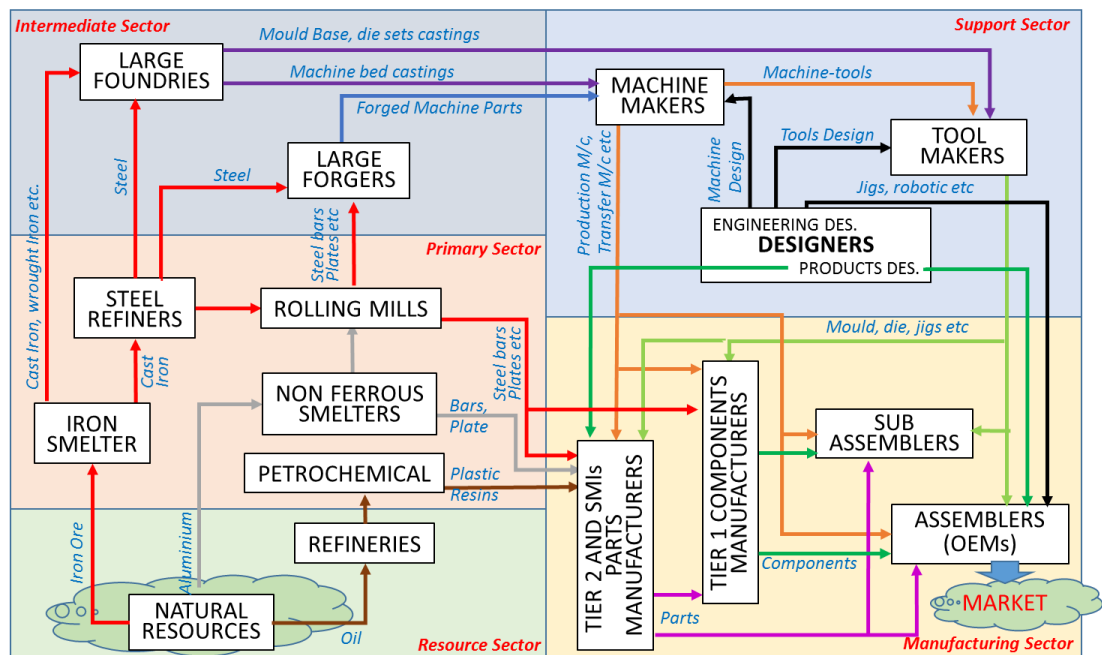 Intermediate Sector
Support Sector
Mould Base, die sets castings
LARGE
FOUNDRIES
Machine bed castings
Forged Machine Parts
MACHINE
MAKERS
Machine-tools
TOOL
MAKERS
Tools Design
Jigs, robotic etc
Machine
Design
Production M/c,
Transfer M/c etc
Cast Iron, wrought Iron etc.
Steel
Steel
LARGE
FORGERS
ENGINEERING DES.
DESIGNERS
PRODUCTS DES.
Primary Sector
Steel bars
Plates etc
STEEL
REFINERS
ROLLING MILLS
Cast
Iron
Steel bars
Plates etc
Mould, die, jigs etc
NON FERROUS
SMELTERS
Bars,
Plate
IRON
SMELTER
PETROCHEMICAL
Plastic
Resins
TIER 2 AND SMIs
PARTS
MANUFACTURERS
TIER 1 COMPONENTS
MANUFACTURERS
SUB
ASSEMBLERS
ASSEMBLERS
(OEMs)
Components
Iron Ore
Aluminium
REFINERIES
NATURAL
RESOURCES
Oil
Parts
MARKET
Resource Sector
Manufacturing Sector